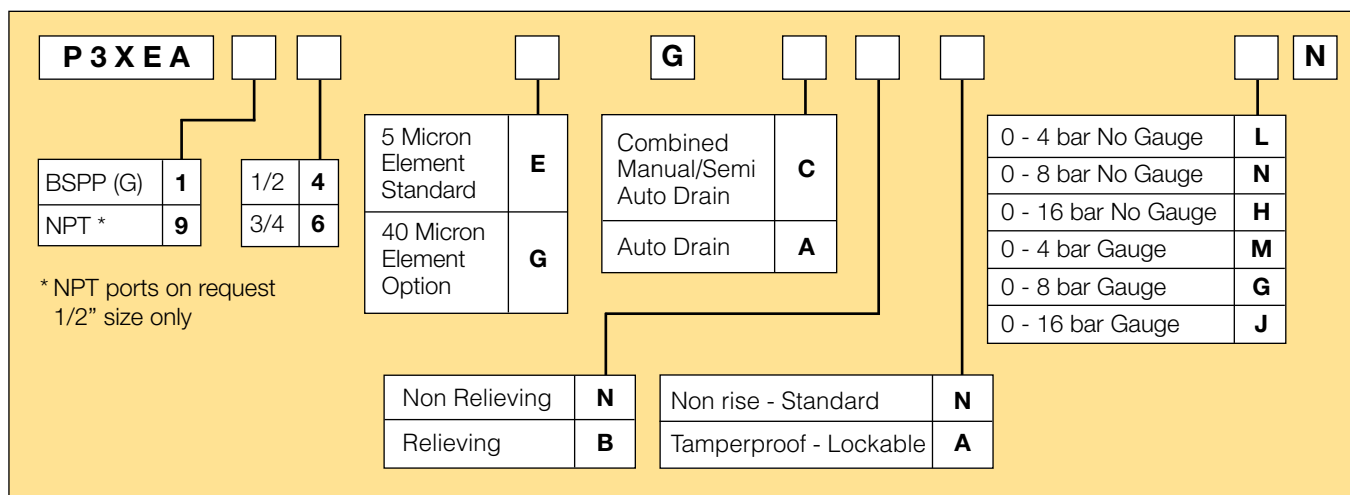 P 3 X E A G N
BSPP (G) 1
NPT * 9
1/2 4
3/4 6
* NPT ports on request
1/2” size only
5 Micron
Element
Standard
E
40 Micron
Element
Option
G
Combined
Manual/Semi
Auto Drain
C
Auto Drain A
0 - 4 bar No Gauge L
0 - 8 bar No Gauge N
0 - 16 bar No Gauge H
0 - 4 bar Gauge M
0 - 8 bar Gauge G
0 - 16 bar Gauge J
Non Relieving N
Relieving B
Non rise - Standard N
Tamperproof - Lockable A